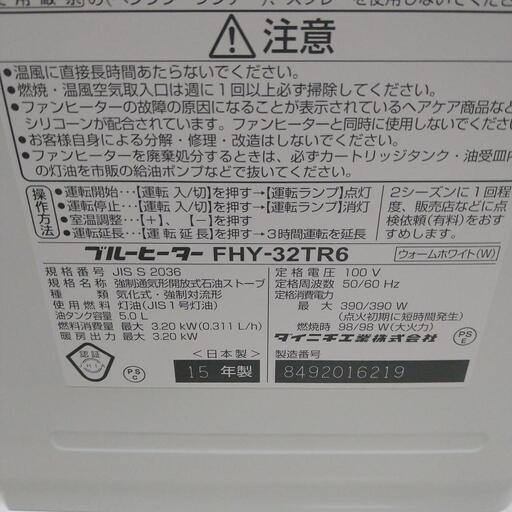 ⚠注意
●温風に直接長時間あたらないでください。
●燃焼・温風空気取入口は週に1回以上必ず掃除してください。
●ファンヒーターの故障の原因になることが表示されているヘアケア商品など
シリコーンが配合されています。ファンヒーターと同時に使用しないでください
●お客様自身による分解・修理・改造はしないでください。
●ファンヒーターを廃棄処分するときは、必ずカートリッジタンク・油受皿
の灯油を市販の給油ポンプなどで抜いてください。
操作方法
●運転開始…【運転 入/切】を押す→【運転ランプ】点灯
●運転停止…【運転 入/切】を押す→【運転ランプ】消灯
●室温調整…【+】、【-】を押す
●運転延長…【運転延長】を押す→3時間運転を延長
2シーズンに1回程
度、販売店などに点
検依頼(有料)をおす
すめします。
ブルーヒーター FHY-32TR6
ウォームホワイト(W)
規格番号 JIS S 2036
規格名称 強制通気形開放式石油ストーブ
種類 気化式・強制対流形
使用燃料 灯油(JIS1号灯油)
油タンク容量 5.0 L
燃料消費量 最大 3.20 kW (0.311 L/h)
暖房出力 最大 3.20 kW
定格電圧 100 V
定格周波数 50/60 Hz
定格消費電力
最大 390/390 W
(点火初期に短時間発生)
燃焼時 98/98 W(大火力)
ダイニチ工業株式会社
認証
JHIA
PS
C
PS
E
<日本製>
15 年製
製造番号
8492016219